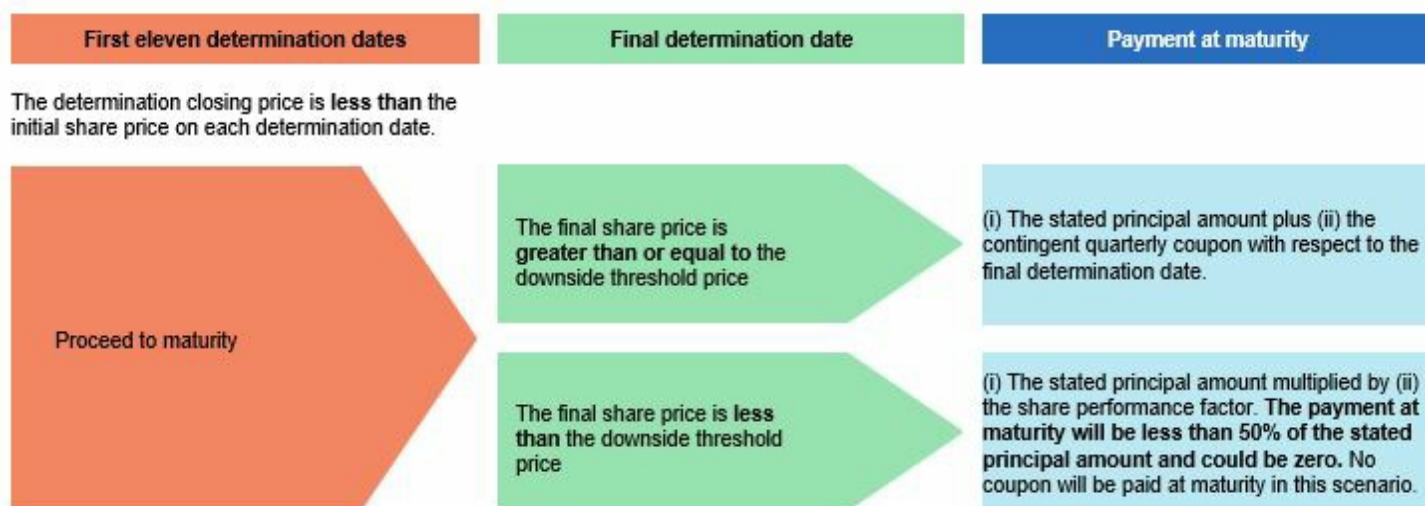 First eleven determination dates
Final determination date
Payment at maturity
The determination closing price is less than the
initial share price on each determination date.
Proceed to maturity
The final share price is
greater than or equal to the
downside threshold price
(i) The stated principal amount plus (ii) the
contingent quarterly coupon with respect to the
final determination date.
The final share price is less
than the downside threshold
price
(i) The stated principal amount multiplied by (ii)
the share performance factor. The payment at
maturity will be less than 50% of the stated
principal amount and could be zero. No
coupon will be paid at maturity in this scenario.